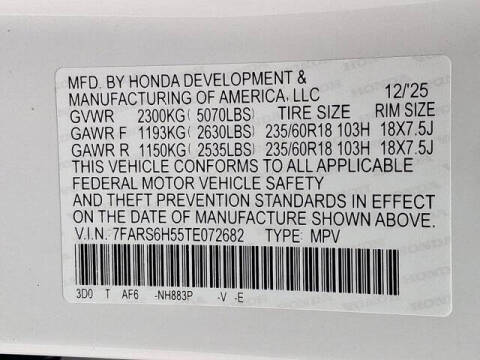 MFD. BY HONDA DEVELOPMENT &
MANUFACTURING OF AMERICA, LLC 12/'25
GVWR 2300KG( 5070LBS) TIRE SIZE RIM SIZE
GAWR F 1193KG( 2630LBS) 235/60R18 103H 18X7.5J
GAWR R 1150KG( 2535LBS) 235/60R18 103H 18X7.5J
THIS VEHICLE CONFORMS TO ALL APPLICABLE
FEDERAL MOTOR VEHICLE SAFETY
AND THEFT PREVENTION STANDARDS IN EFFECT
ON THE DATE OF MANUFACTURE SHOWN ABOVE.
V.I.N.: 7FARS6H55TE072682 TYPE: MPV
3D0 T AF6 -NH883P -V -E